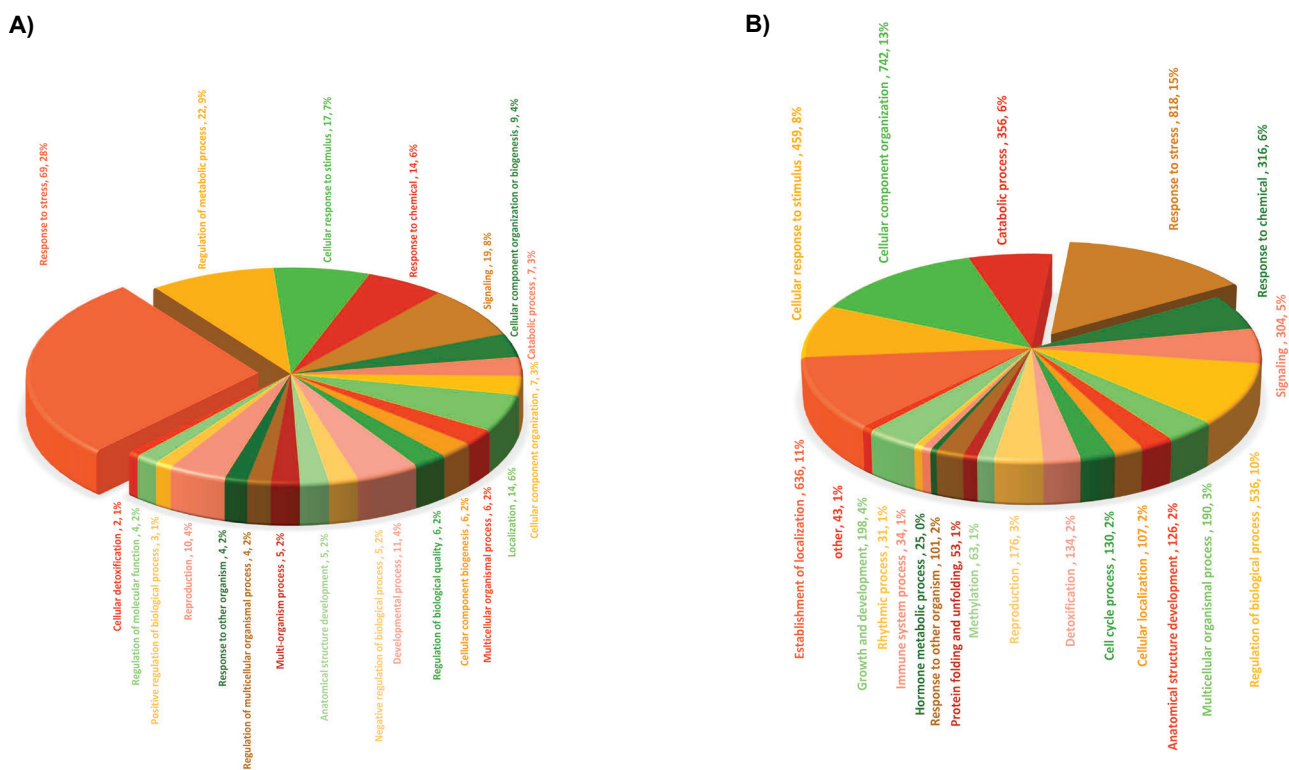 A)
Response to stress, 69, 28%
Regulation of metabolic process , 22, 9%
Cellular response to stimulus , 17, 7%
Response to chemical , 14, 6%
Signaling , 19, 8%
Cellular component organization or biogenesis , 9, 4%
Catabolic process , 7, 3%
Cellular component organization , 7, 3%
Localization , 14, 6%
Multicellular organismal process , 6, 2%
Cellular component biogenesis , 6, 2%
Regulation of biological quality , 6, 2%
Developmental process , 11, 4%
Negative regulation of biological process , 5, 2%
Anatomical structure development , 5, 2%
Multi-organism process , 5, 2%
Regulation of multicellular organismal process , 4, 2%
Response to other organism , 4, 2%
Reproduction , 10, 4%
Positive regulation of biological process , 3, 1%
Regulation of molecular function , 4, 2%
Cellular detoxification , 2, 1%
B)
Cellular response to stimulus , 459, 8%
Cellular component organization , 742, 13%
Catabolic process , 356, 6%
Response to stress , 818, 15%
Response to chemical , 316, 6%
Signaling , 304, 5%
Regulation of biological process , 536, 10%
Multicellular organismal process , 190, 3%
Anatomical structure development , 126, 2%
Cellular localization , 107, 2%
Cell cycle process , 130, 2%
Detoxification , 134, 2%
Reproduction , 176, 3%
Methylation , 63, 1%
Protein folding and unfolding, 53, 1%
Response to other organism , 101, 2%
Hormone metabolic process , 25, 0%
Immune system process , 34, 1%
Rhythmic process , 31, 1%
Growth and development , 198, 4%
other, 43, 1%
Establishment of localization , 636, 11%